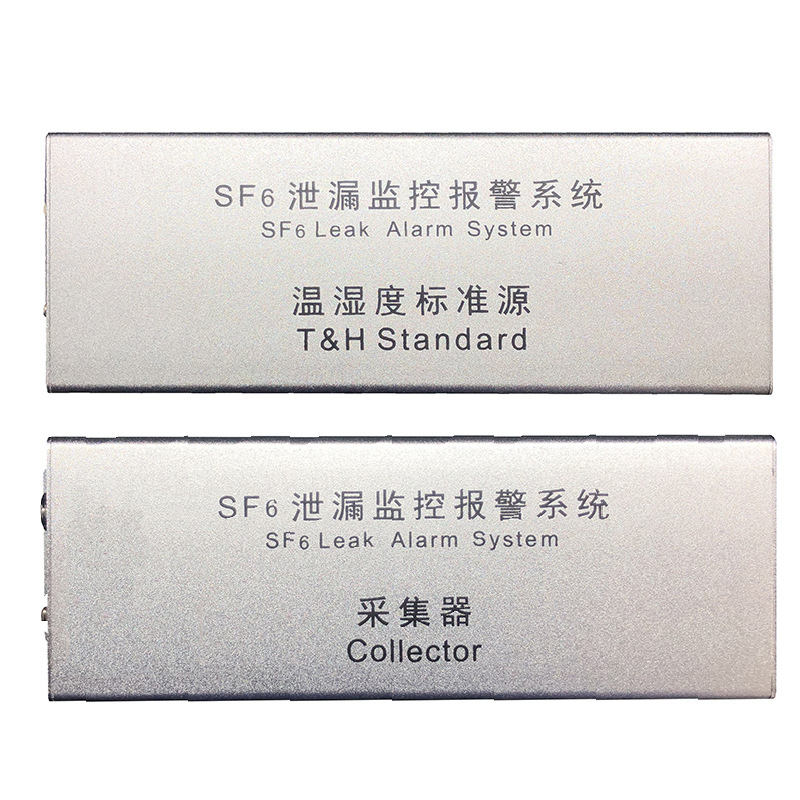 SF6 泄漏监控报警系统
SF6 Leak Alarm System
温湿度标准源
T&H Standard
SF6 泄漏监控报警系统
SF6 Leak Alarm System
采集器
Collector